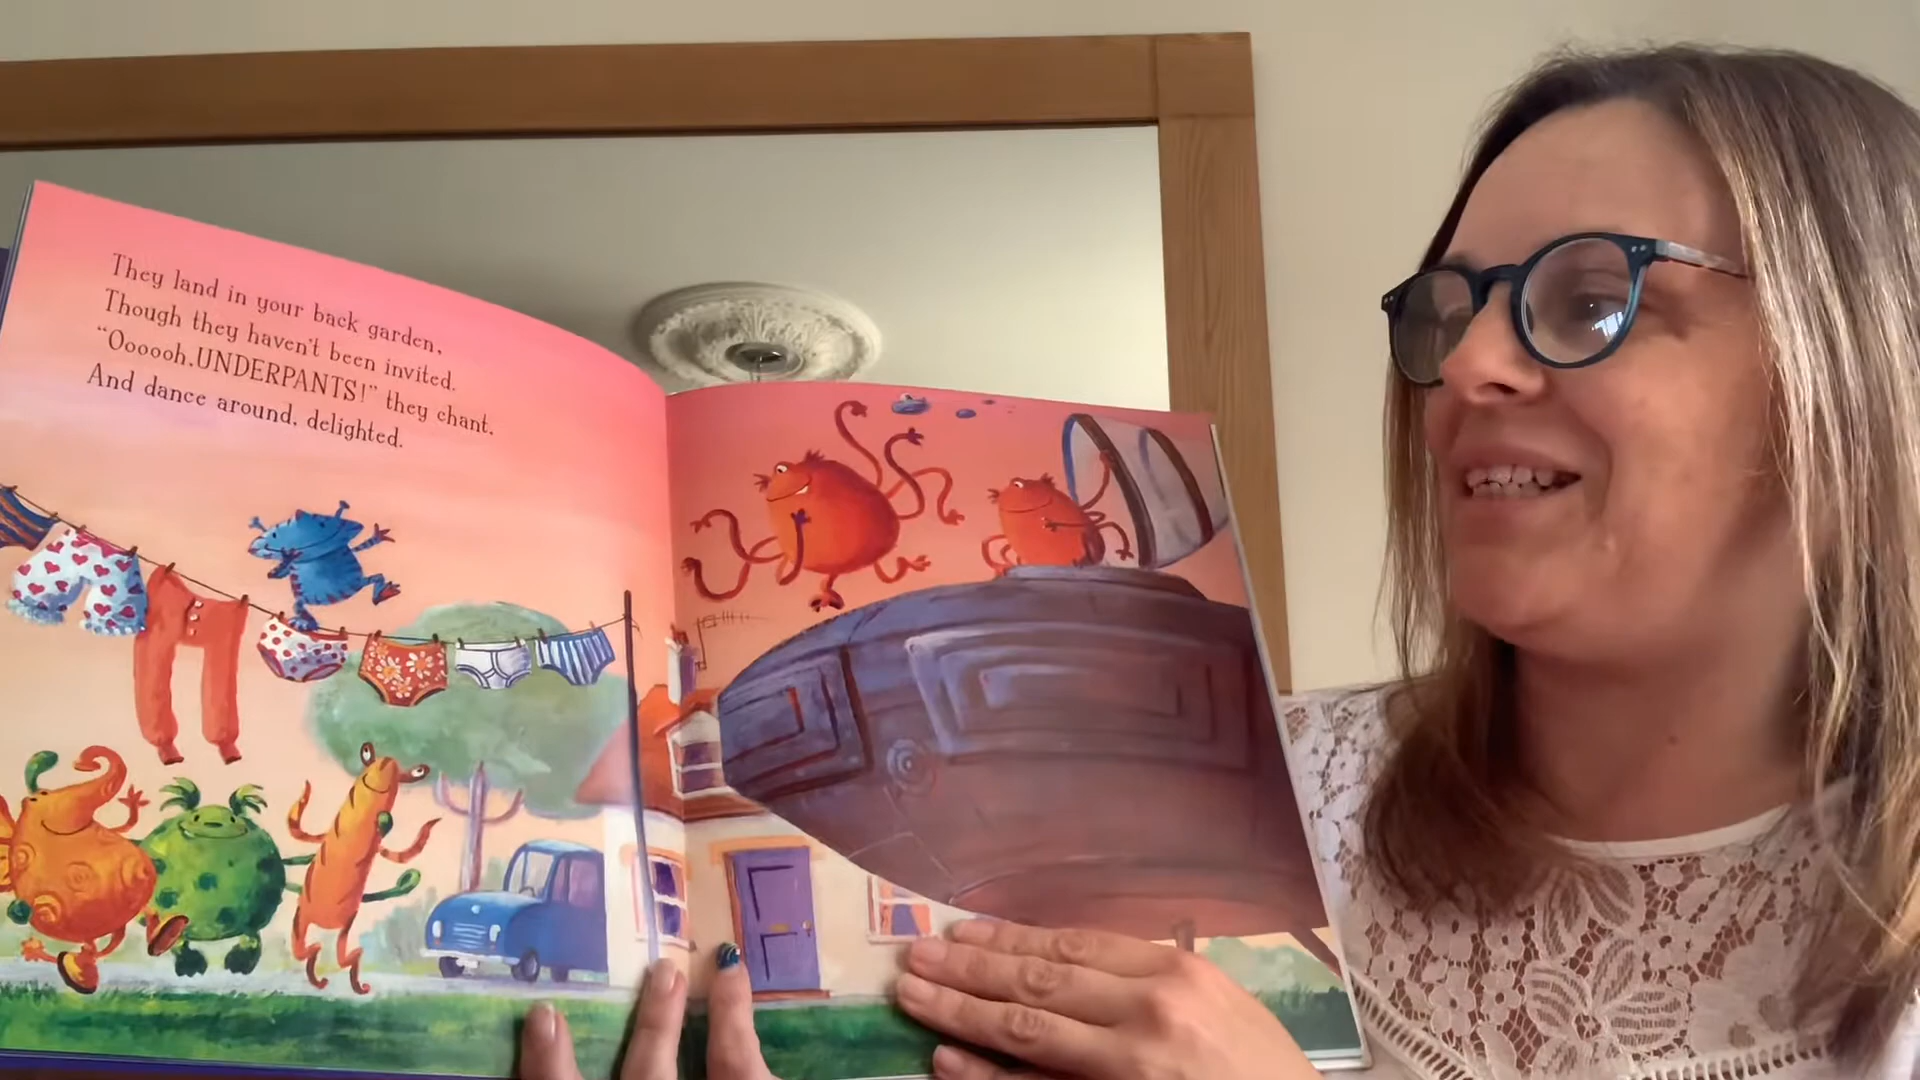 They land in your back garden,
Though they haven't been invited.
"Oooooh, UNDERPANTS!" they chant,
And dance around, delighted.